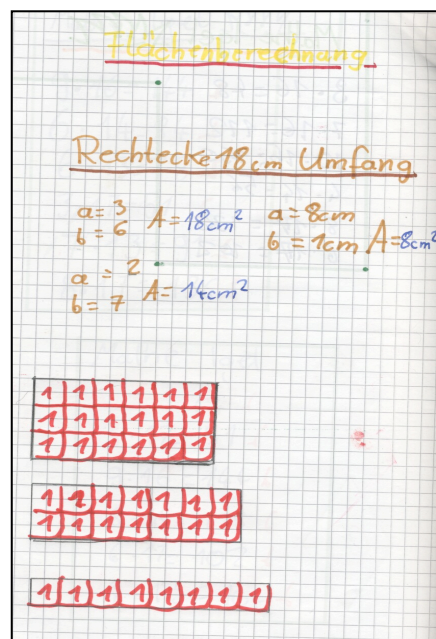 Flächenberechnung
Rechtecke 18cm Umfang
a = 3
b = 6
A = 18cm²
a = 8cm
b = 1cm
A = 8cm²
a = 2
b = 7
A = 14cm²
1 1 1 1 1 1
1 1 1 1 1 1
1 1 1 1 1 1
1 1 1 1 1 1 1
1 1 1 1 1 1 1
1 1 1 1 1 1 1 1